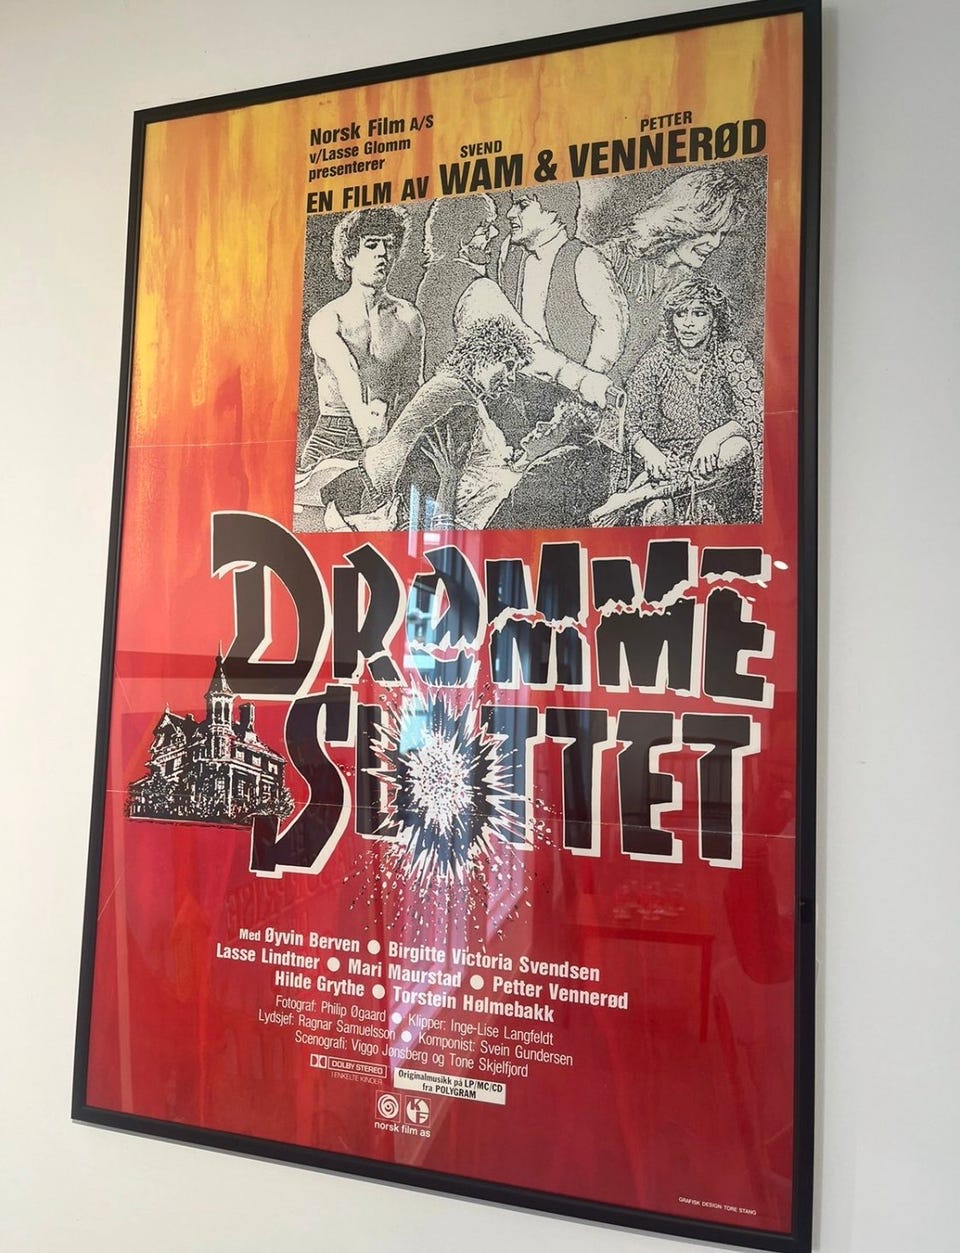 Norsk Film A/S
v/Lasse Glomm
presenterer
EN FILM AV SVEND WAM & PETTER VENNERØD
DRØMME
SLOTTET
Med Øyvin Berven ● Birgitte Victoria Svendsen
Lasse Lindtner ● Mari Maurstad ● Petter Vennerød
Hilde Grythe ● Torstein Hølmebakk
Fotograf: Philip Øgaard ● Klipper: Inge-Lise Langfeldt
Lydsjef: Ragnar Samuelsson ● Komponist: Svein Gundersen
Scenografi: Viggo Jønsberg og Tone Skjelfjord
DOLBY STEREO
I ENKELTE KINOER
Originalmusikk på LP/MC/CD
fra POLYGRAM
norsk film as
GRAFISK DESIGN: TORE STANG